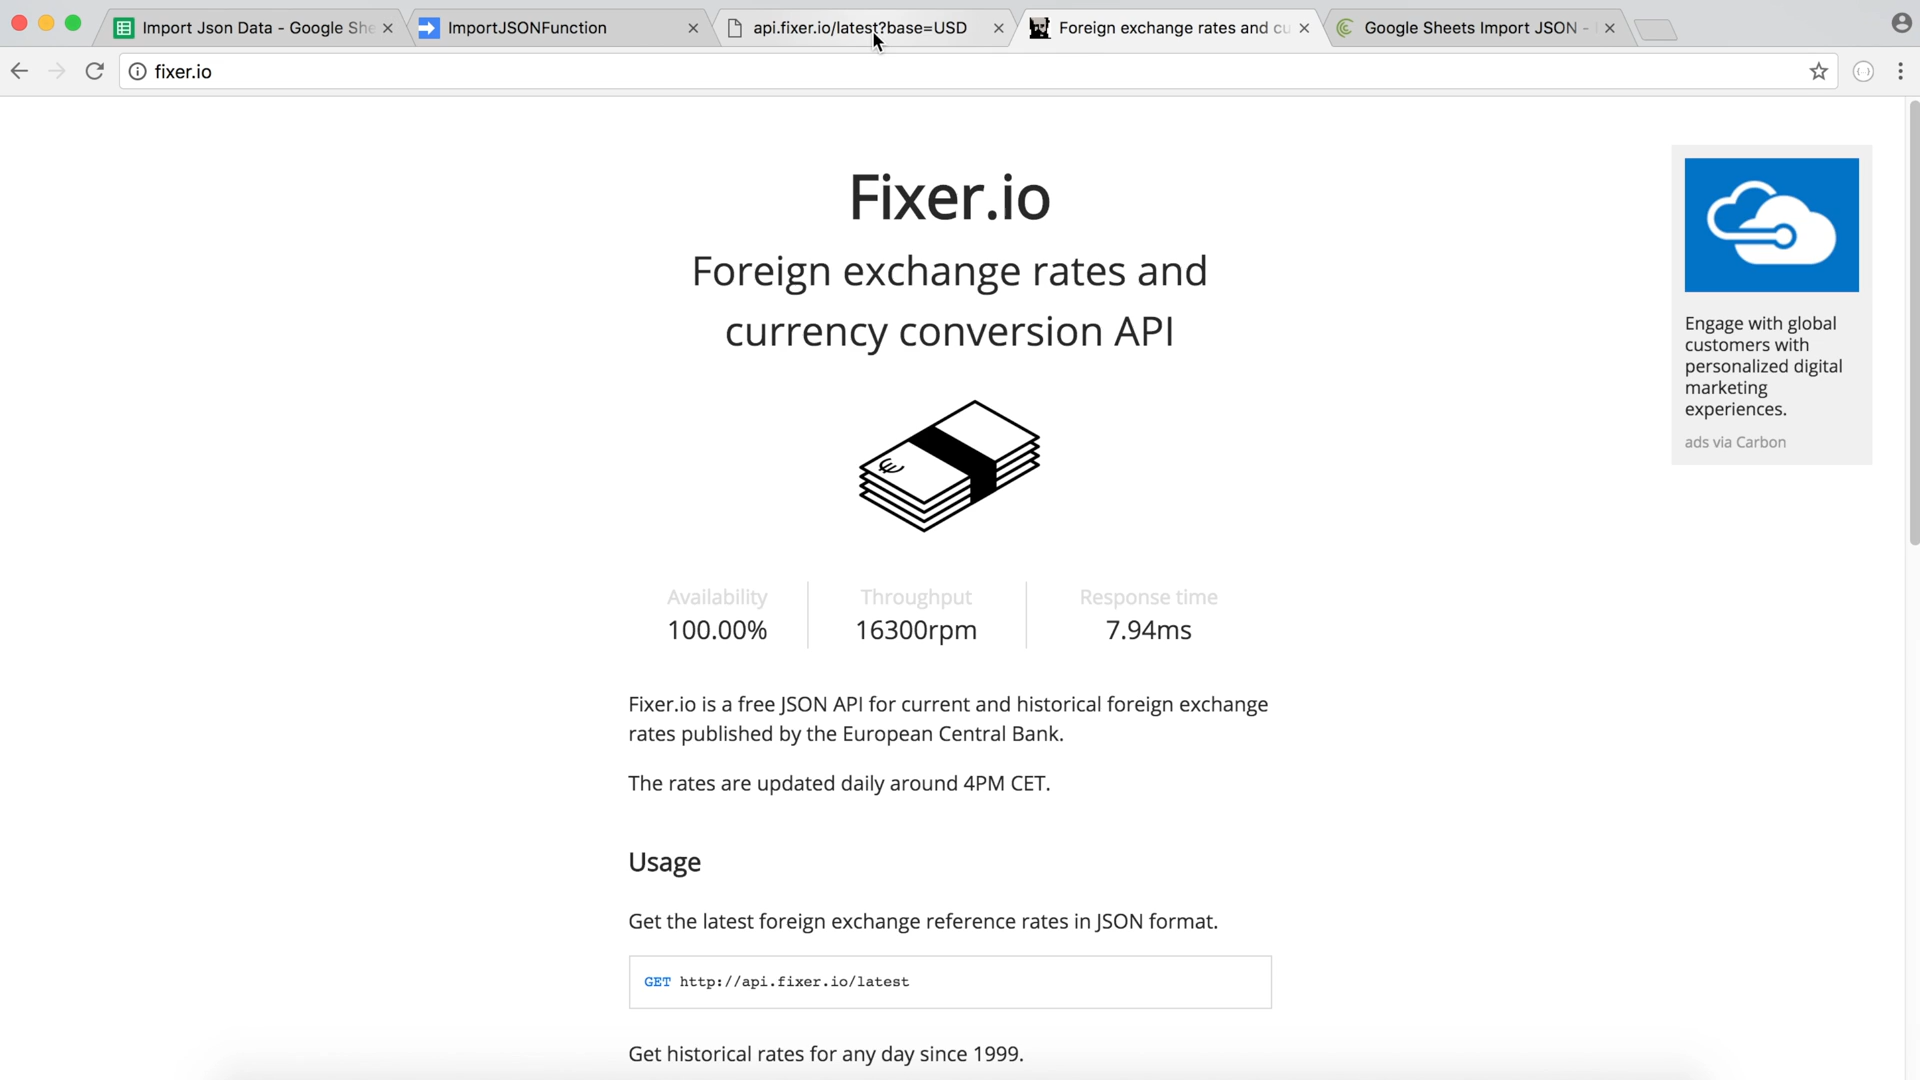 Import Json Data - Google She
ImportJSONFunction
api.fixer.io/latest?base=USD
Foreign exchange rates and cu
Google Sheets Import JSON -
fixer.io
Fixer.io
Foreign exchange rates and
currency conversion API
Engage with global
customers with
personalized digital
marketing
experiences.
ads via Carbon
Availability
100.00%
Throughput
16300rpm
Response time
7.94ms
Fixer.io is a free JSON API for current and historical foreign exchange
rates published by the European Central Bank.
The rates are updated daily around 4PM CET.
Usage
Get the latest foreign exchange reference rates in JSON format.
GET http://api.fixer.io/latest
Get historical rates for any day since 1999.